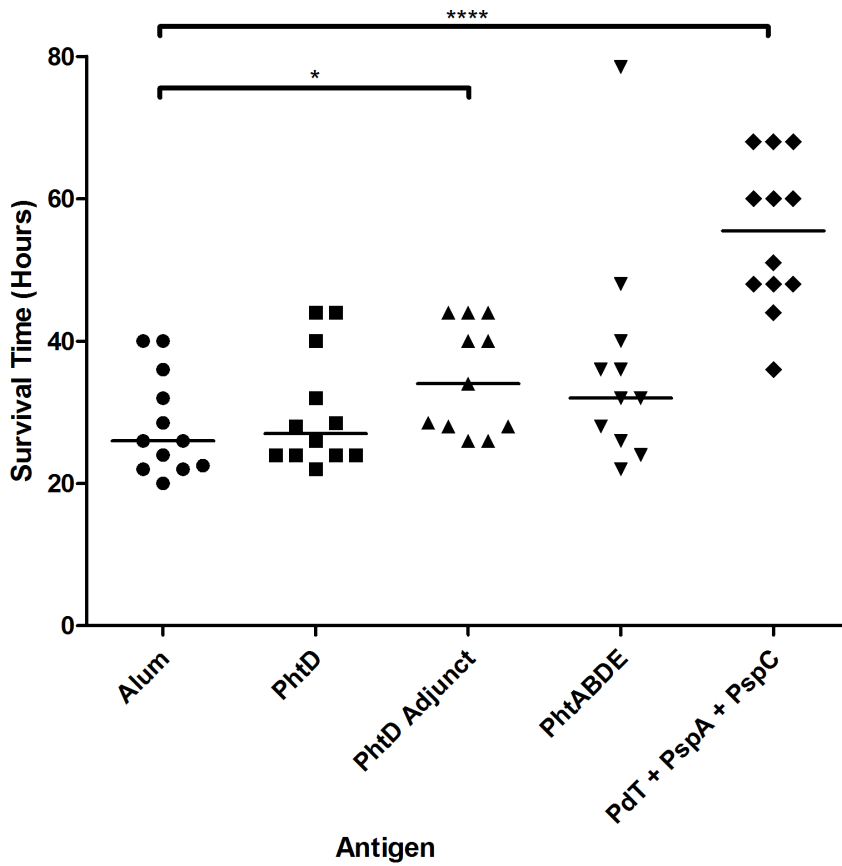 ****
*
80
60
40
20
0
Survival Time (Hours)
Alum
PhtD
PhtD Adjunct
PhtABDE
PdT + PspA + PspC
Antigen